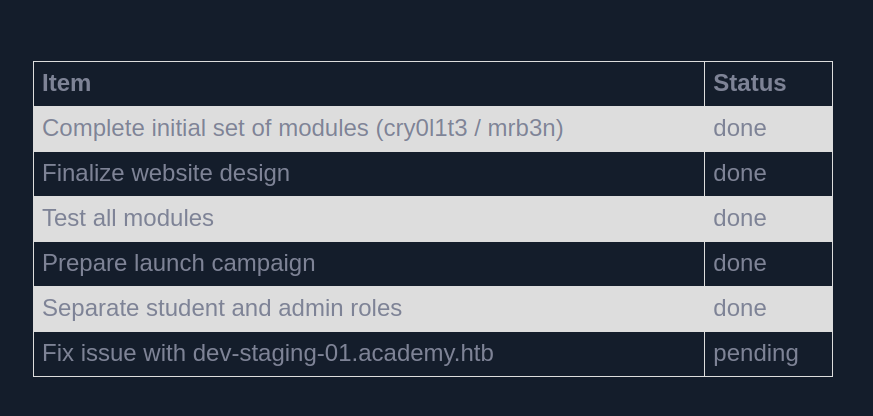 Item Status
Complete initial set of modules (cry0l1t3 / mrb3n) done
Finalize website design done
Test all modules done
Prepare launch campaign done
Separate student and admin roles done
Fix issue with dev-staging-01.academy.htb pending